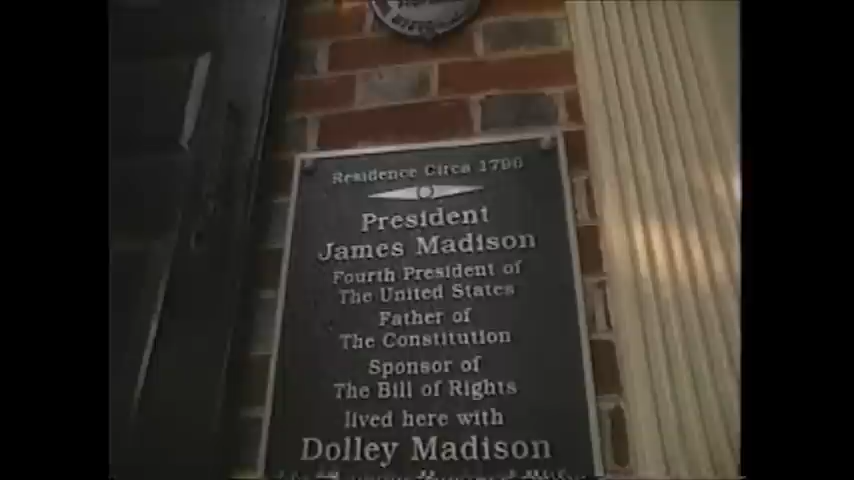 Residence Circa 1790
President
James Madison
Fourth President of
The United States
Father of
The Constitution
Sponsor of
The Bill of Rights
lived here with
Dolley Madison